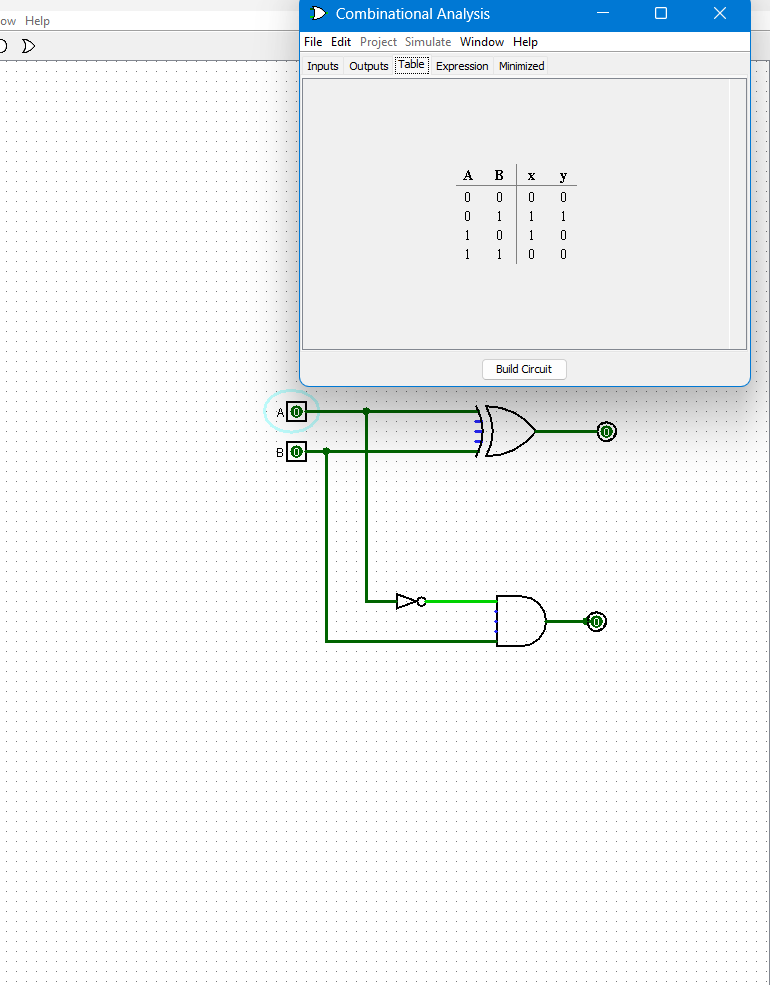 ow Help
Combinational Analysis
File Edit Project Simulate Window Help
Inputs Outputs Table Expression Minimized
A B x y
0 0 0 0
0 1 1 1
1 0 1 0
1 1 0 0
Build Circuit
A 0
0
B 0
0